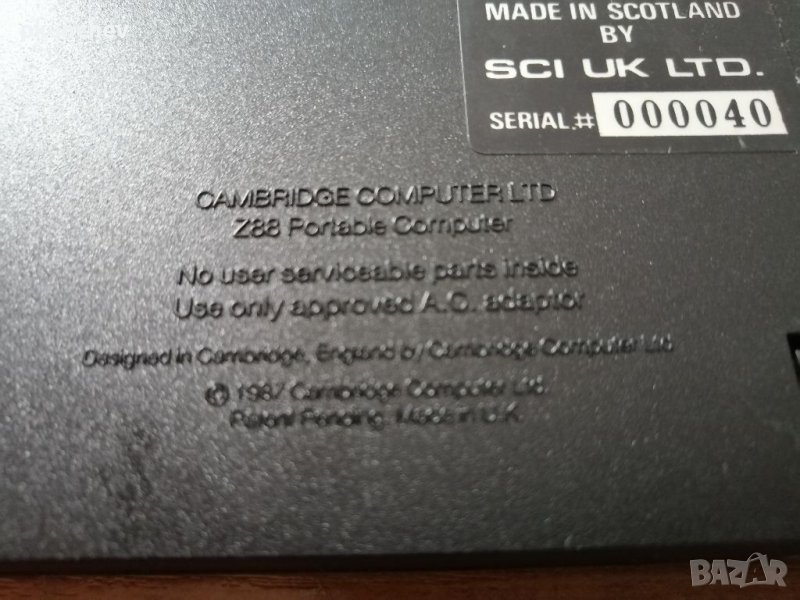 MADE IN SCOTLAND
BY
SCI UK LTD.
SERIAL.# 000040
CAMBRIDGE COMPUTER LTD
Z88 Portable Computer
No user serviceable parts inside
Use only approved A.C. adaptor
Designed in Cambridge, England by Cambridge Computer Ltd
© 1987 Cambridge Computer Ltd.
Patent Pending. Made in U.K.
BAZAR